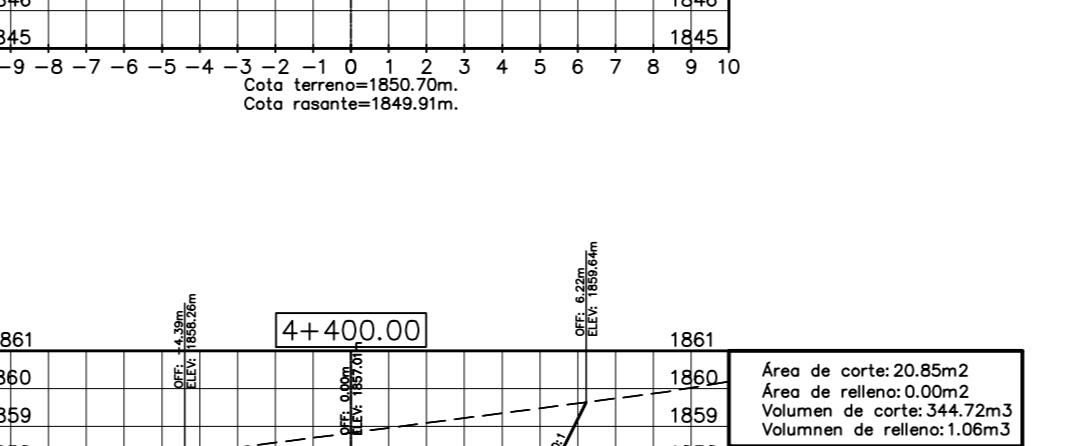 1846
1845 1845
-9 -8 -7 -6 -5 -4 -3 -2 -1 0 1 2 3 4 5 6 7 8 9 10
Cota terreno=1850.70m.
Cota rasante=1849.91m.
OFF: -4.39m
ELEV: 1858.26m
4+400.00
OFF: 0.00m
ELEV: 1857.01m
OFF: 6.22m
ELEV: 1859.64m
1861 1861
1860 1860
1859 1859
Área de corte: 20.85m2
Área de relleno: 0.00m2
Volumen de corte: 344.72m3
Volumnen de relleno: 1.06m3